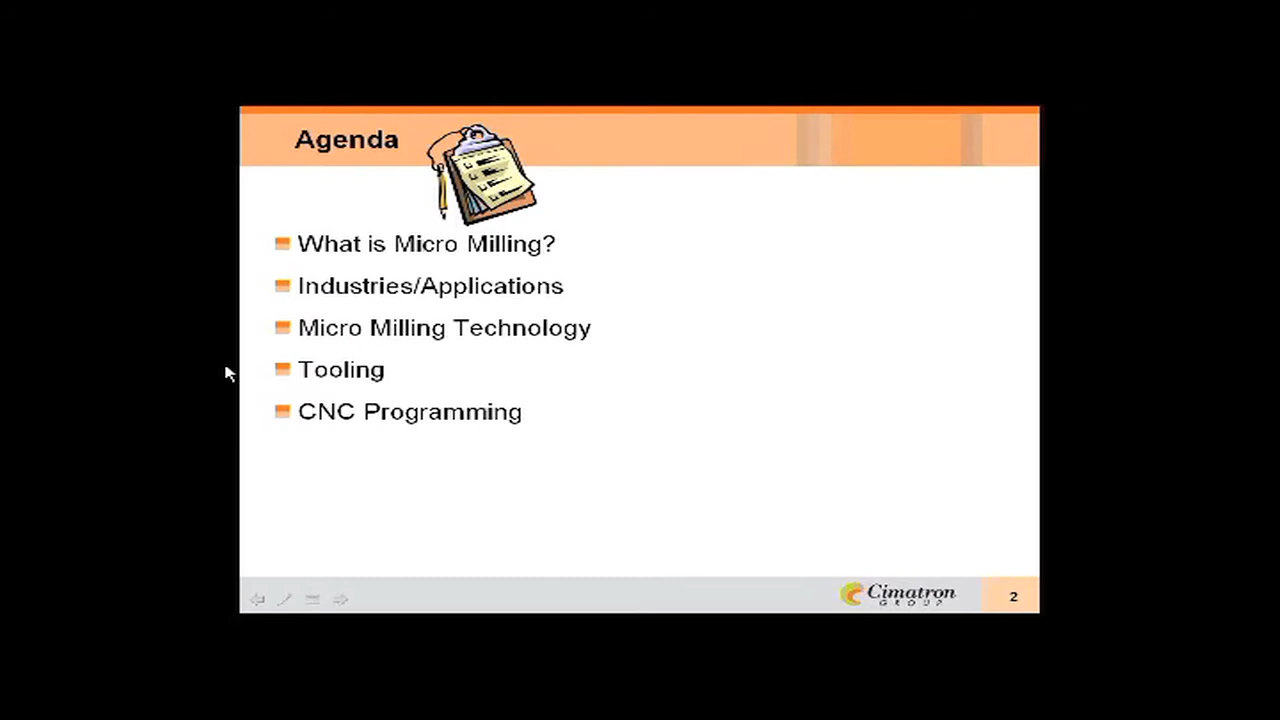 Agenda
What is Micro Milling?
Industries/Applications
Micro Milling Technology
Tooling
CNC Programming
Cimatron
GROUP
2